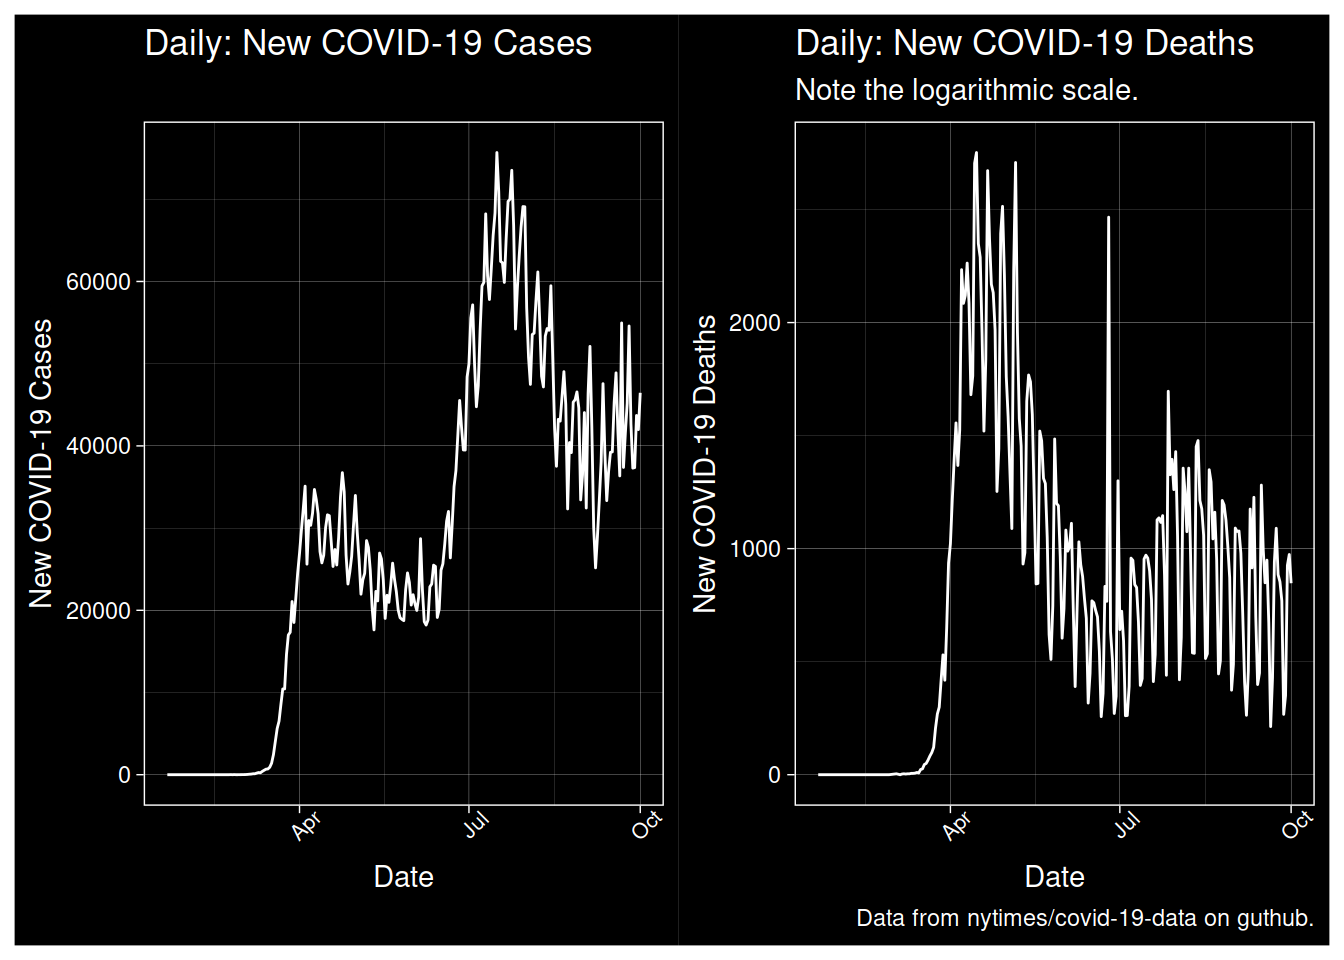 Daily: New COVID-19 Cases
New COVID-19 Cases
60000
40000
20000
0
Apr
Jul
Oct
Date
Daily: New COVID-19 Deaths
Note the logarithmic scale.
New COVID-19 Deaths
2000
1000
0
Apr
Jul
Oct
Date
Data from nytimes/covid-19-data on guthub.